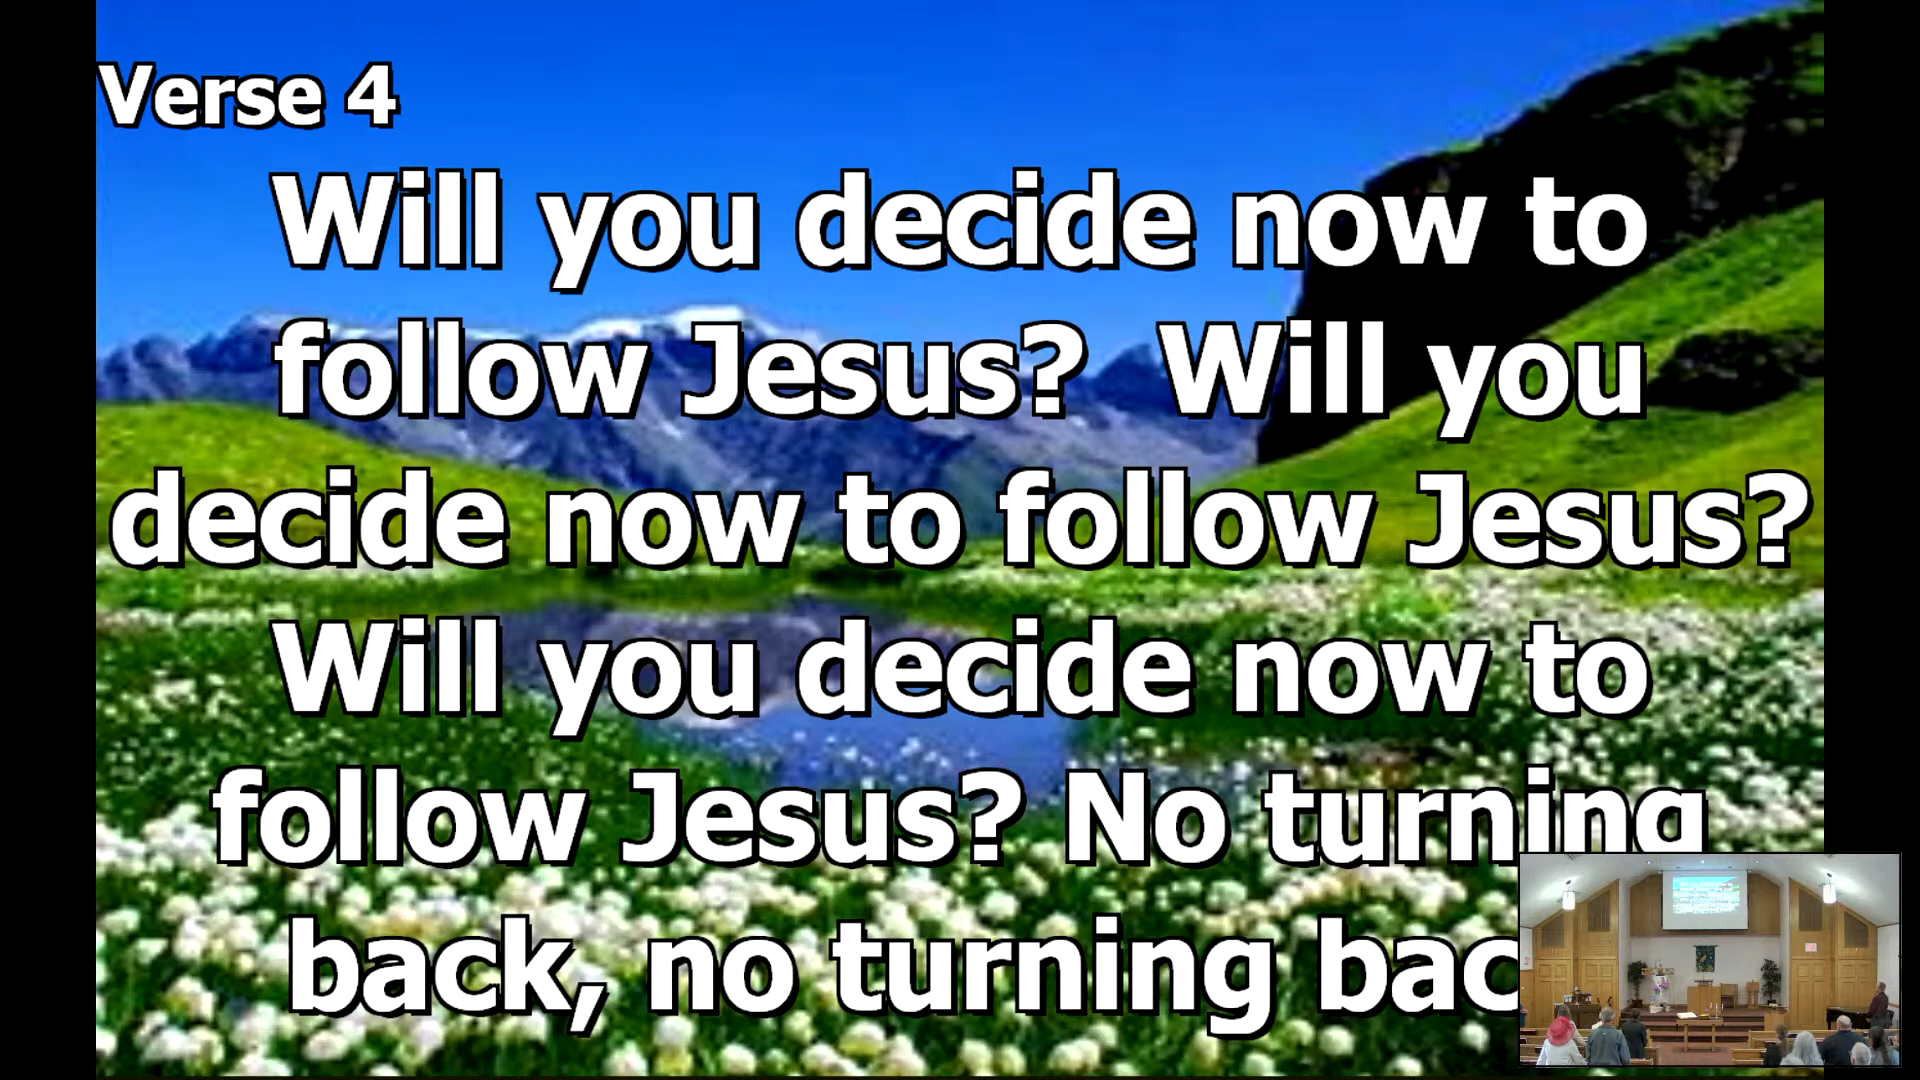 Verse 4
Will you decide now to
follow Jesus?  Will you
decide now to follow Jesus?
Will you decide now to
follow Jesus? No turning
back, no turning bac